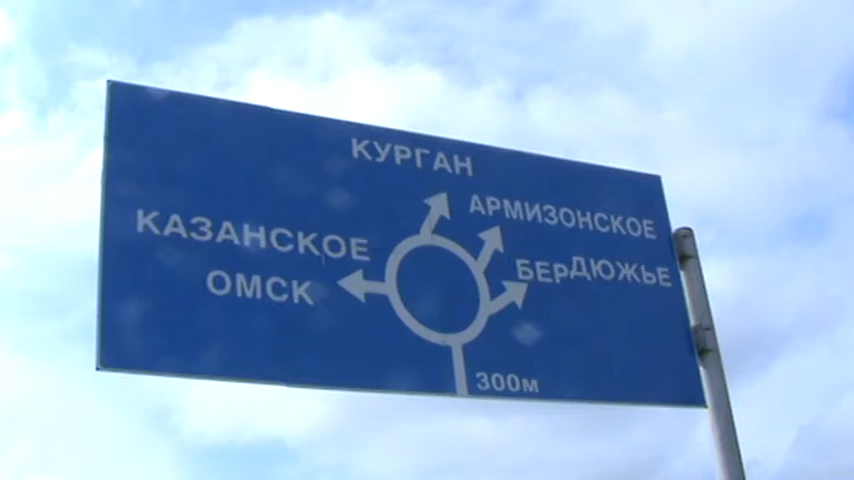 КУРГАН
АРМИЗОНСКОЕ
КАЗАНСКОЕ
БЕРДЮЖЬЕ
ОМСК
300м